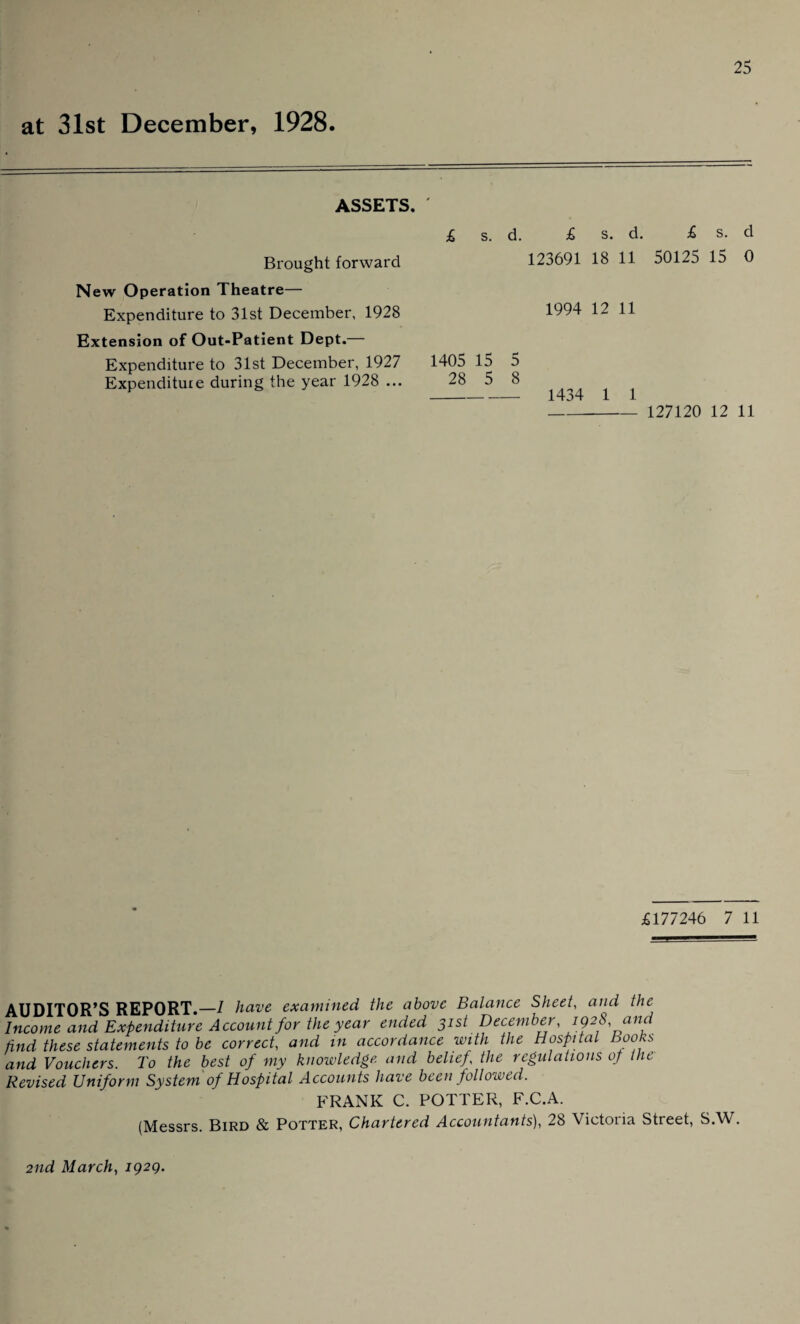 25
at 31st December, 1928.
ASSETS.
£ s. d. £ s. d. £ s. d
Brought forward 123691 18 11 50125 15 0
New Operation Theatre—
Expenditure to 31st December, 1928 1994 12 11
Extension of Out-Patient Dept.—
Expenditure to 31st December, 1927 1405 15 5
Expenditure during the year 1928 ... 28 5 8
1434 1 1
127120 12 11
£177246 7 11
AUDITOR'S REPORT.—I have examined the above Balance Sheet, and the
Income and Expenditure Account for the year ended 31st December, 1928, and
find these statements to be correct, and in accordance with the Hospital Books
and Vouchers. To the best of my knowledge and belief, the regulations of the
Revised Uniform System of Hospital Accounts have been followed.
FRANK C. POTTER, F.C.A.
(Messrs. BIRD & POTTER, Chartered Accountants), 28 Victoria Street, S.W.
2nd March, 1929.